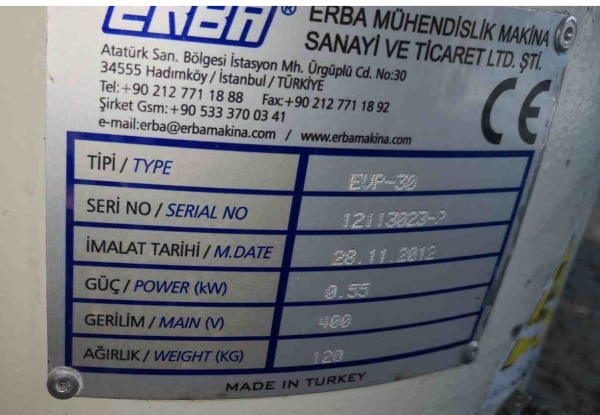 ERBA ® ERBA MÜHENDİSLİK MAKİNA
SANAYİ VE TİCARET LTD. ŞTİ.
Atatürk San. Bölgesi İstasyon Mh. Ürgüplü Cd. No:30
34555 Hadımköy / İstanbul / TÜRKİYE
Tel:+90 212 771 18 88 Fax:+90 212 771 18 92
Şirket Gsm:+90 533 370 03 41
e-mail:erba@erbamakina.com / www.erbamakina.com
CE
TİPİ / TYPE EVP-30
SERİ NO / SERIAL NO 12113023-P
İMALAT TARİHİ / M.DATE 28.11.2012
GÜÇ / POWER (kW) 0.55
GERİLİM / MAIN (V) 400
AĞIRLIK / WEIGHT (KG) 120
MADE IN TURKEY